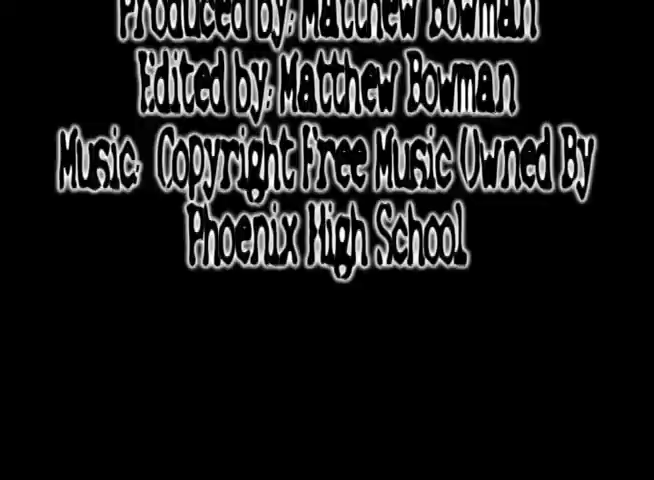 Produced by: Matthew Bowman
Edited by: Matthew Bowman
Music: Copyright Free Music Owned By
Phoenix High School